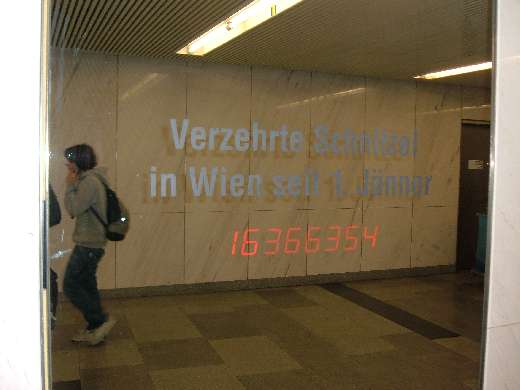 Verzehrte Schnitzel
in Wien seit 1. Jänner
16366354